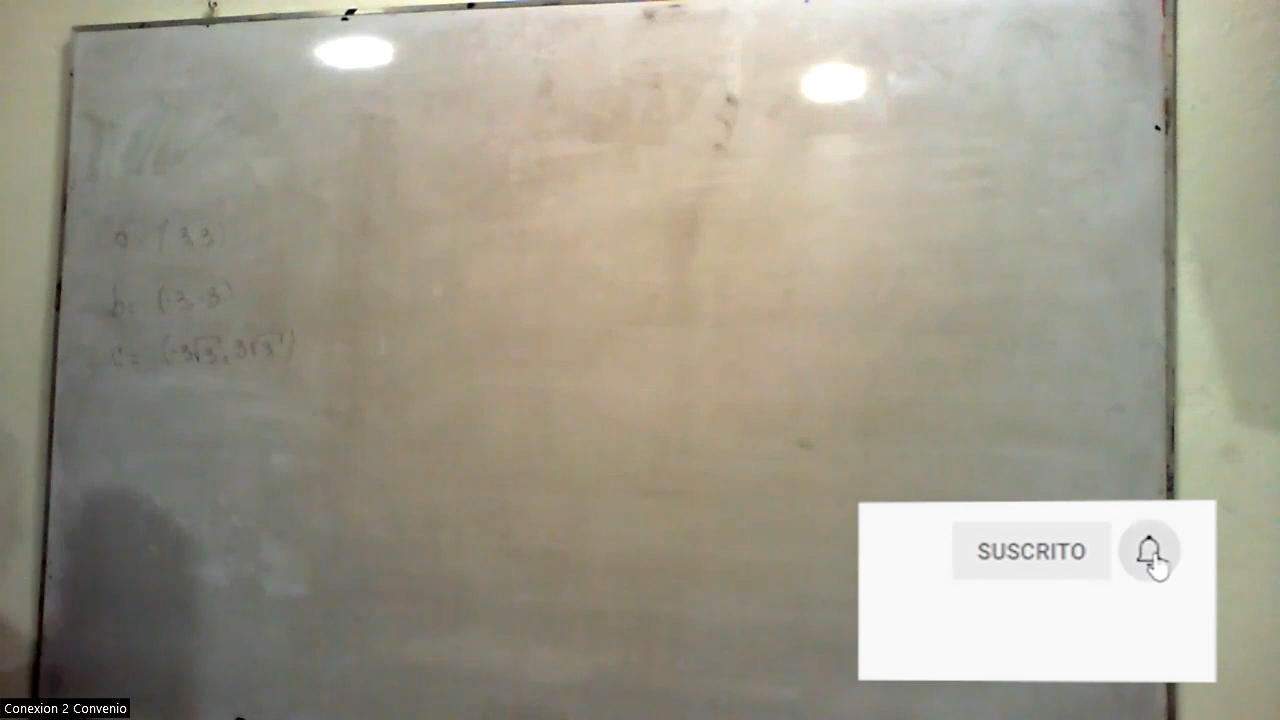 a = (3, 3)
b = (-3, -3)
c = (-3√3, 3√3)
SUSCRITO
Conexion 2 Convenio